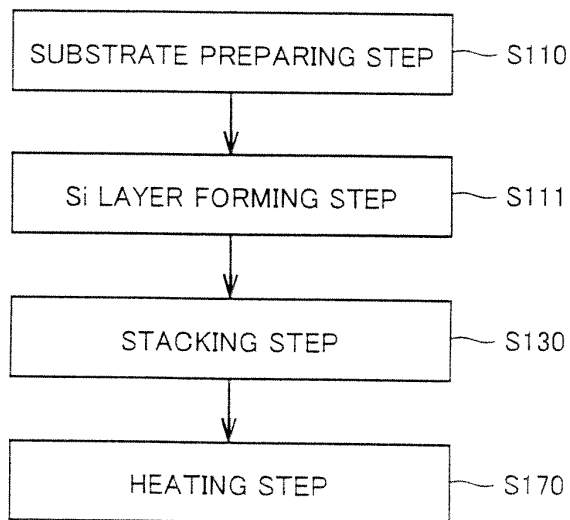 SUBSTRATE PREPARING STEP S110
Si LAYER FORMING STEP S111
STACKING STEP S130
HEATING STEP S170